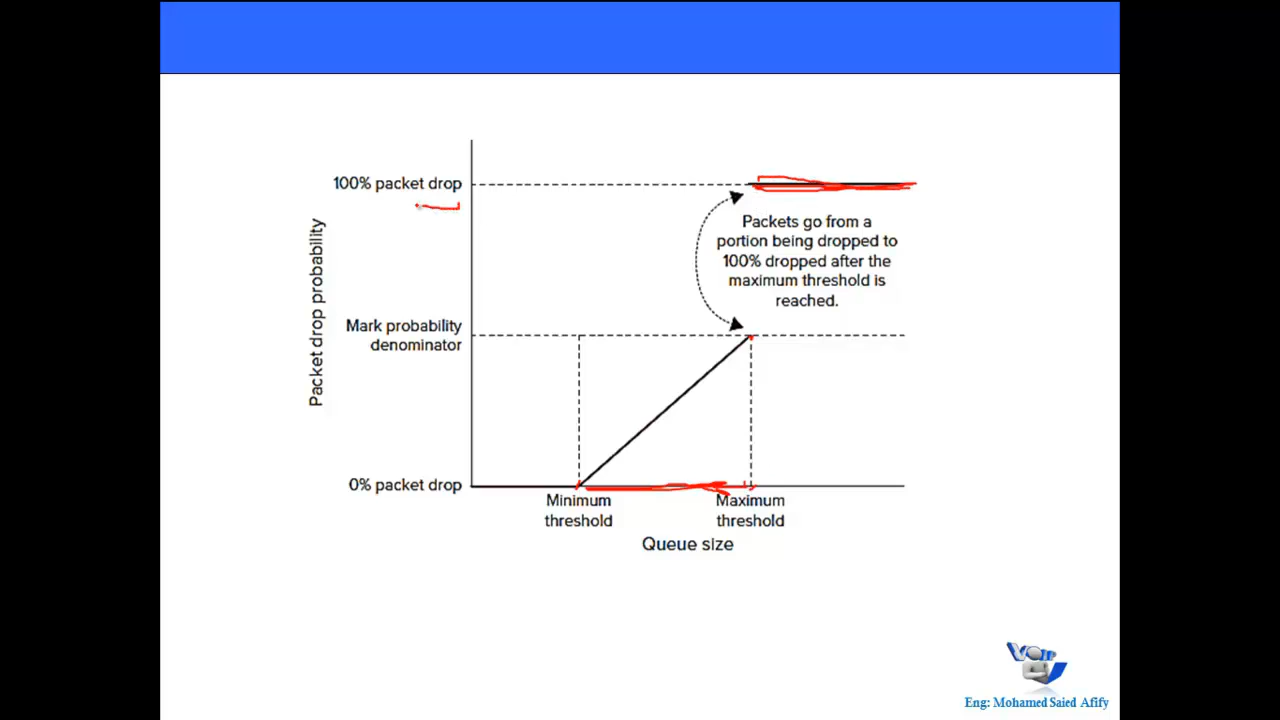 100% packet drop
Packets go from a
portion being dropped to
100% dropped after the
maximum threshold is
reached.
Packet drop probability
Mark probability
denominator
0% packet drop
Minimum
threshold
Maximum
threshold
Queue size
VoIP
Eng: Mohamed Saied Afify